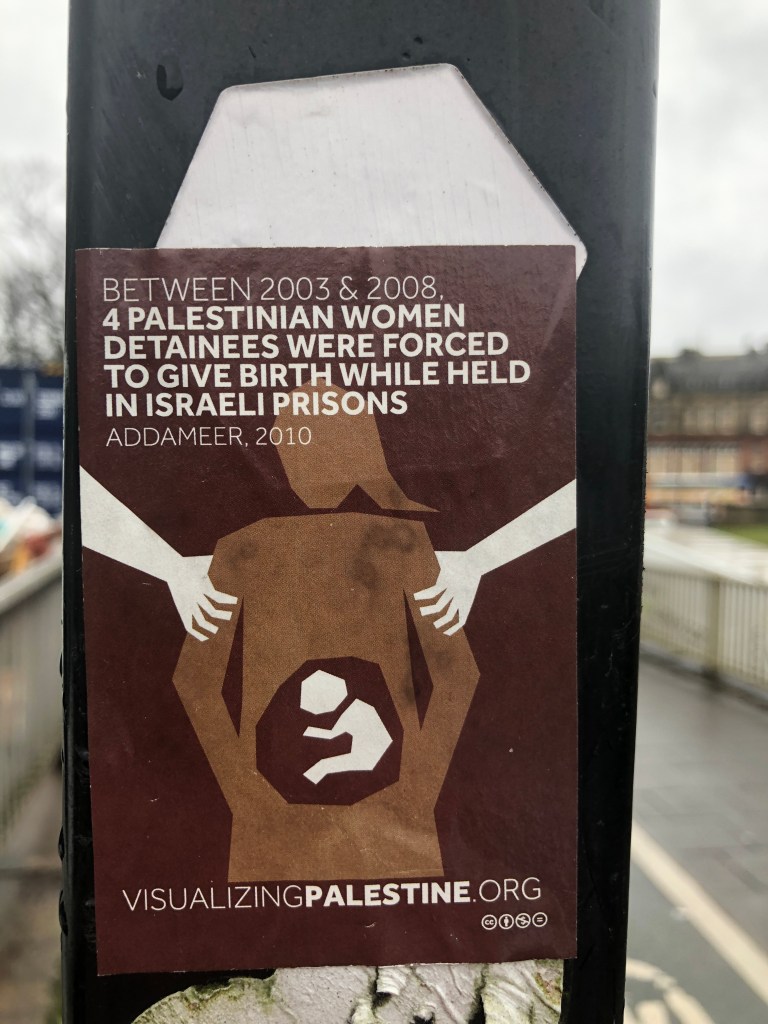 BETWEEN 2003 & 2008,
4 PALESTINIAN WOMEN
DETAINEES WERE FORCED
TO GIVE BIRTH WHILE HELD
IN ISRAELI PRISONS
ADDAMEER, 2010
VISUALIZINGPALESTINE.ORG